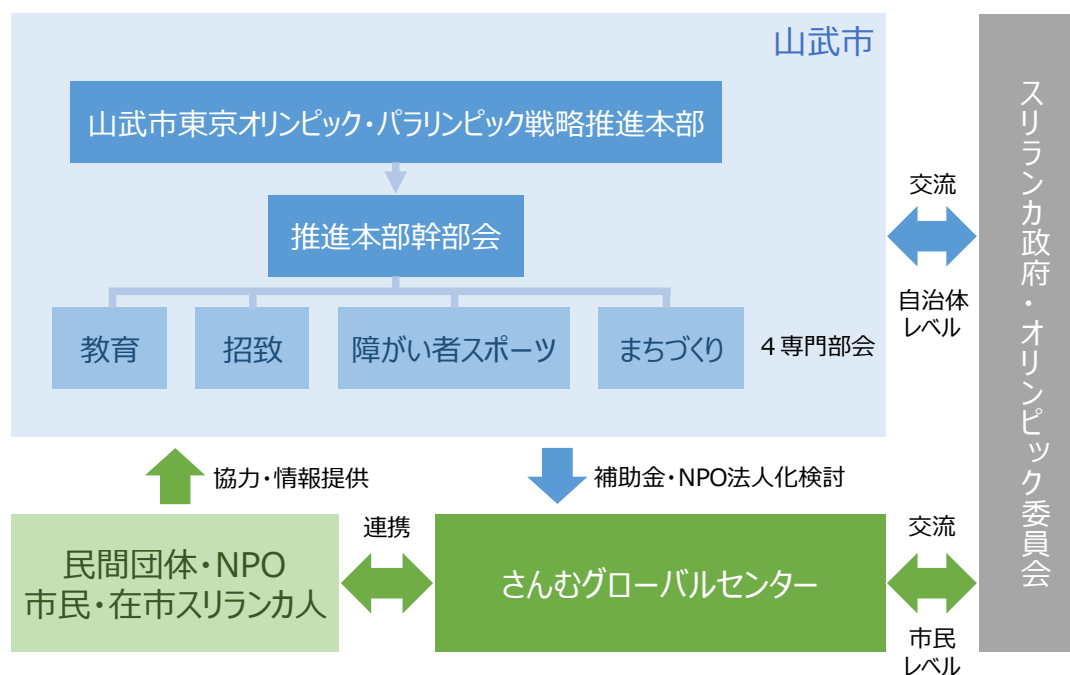 山武市
山武市東京オリンピック・パラリンピック戦略推進本部
推進本部幹部会
教育
招致
障がい者スポーツ
まちづくり
４専門部会
交流
自治体
レベル
スリランカ政府・オリンピック委員会
協力・情報提供
補助金・NPO法人化検討
民間団体・NPO
市民・在市スリランカ人
連携
さんむグローバルセンター
交流
市民
レベル